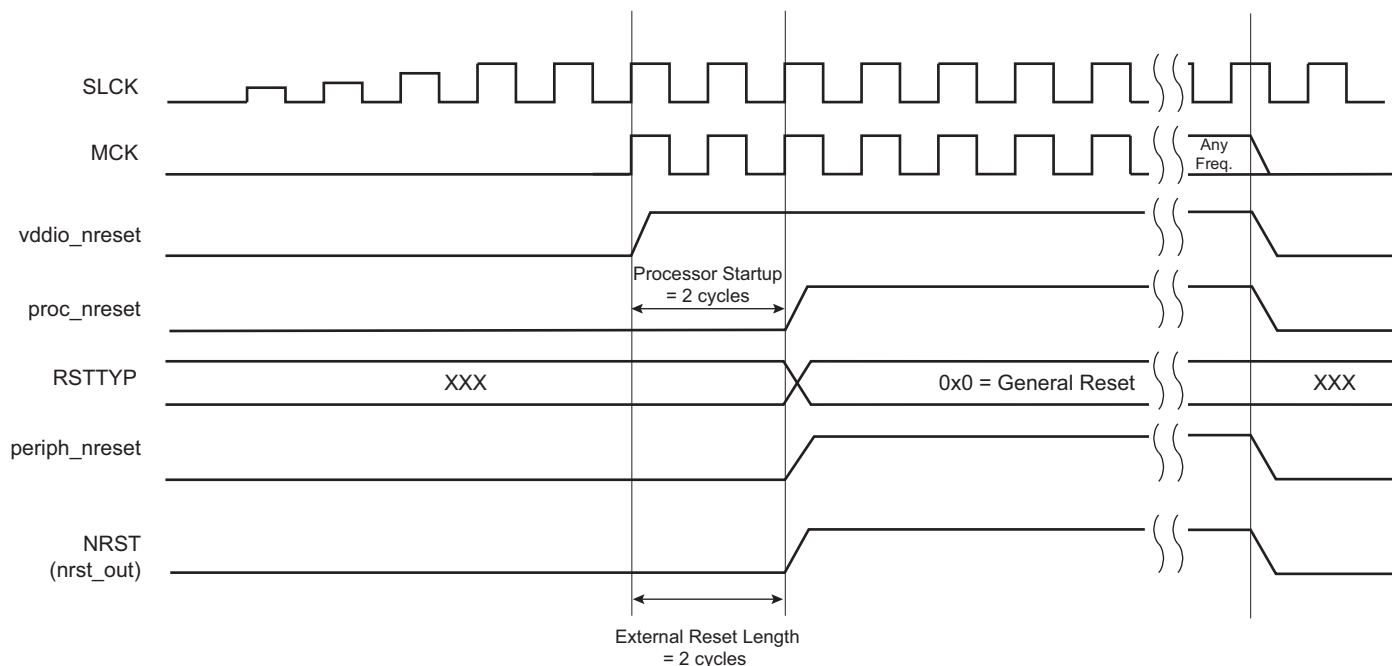 SLCK
MCK
Any
Freq.
vddio_nreset
Processor Startup
= 2 cycles
proc_nreset
RSTTYP
XXX
0x0 = General Reset
XXX
periph_nreset
NRST
(nrst_out)
External Reset Length
= 2 cycles